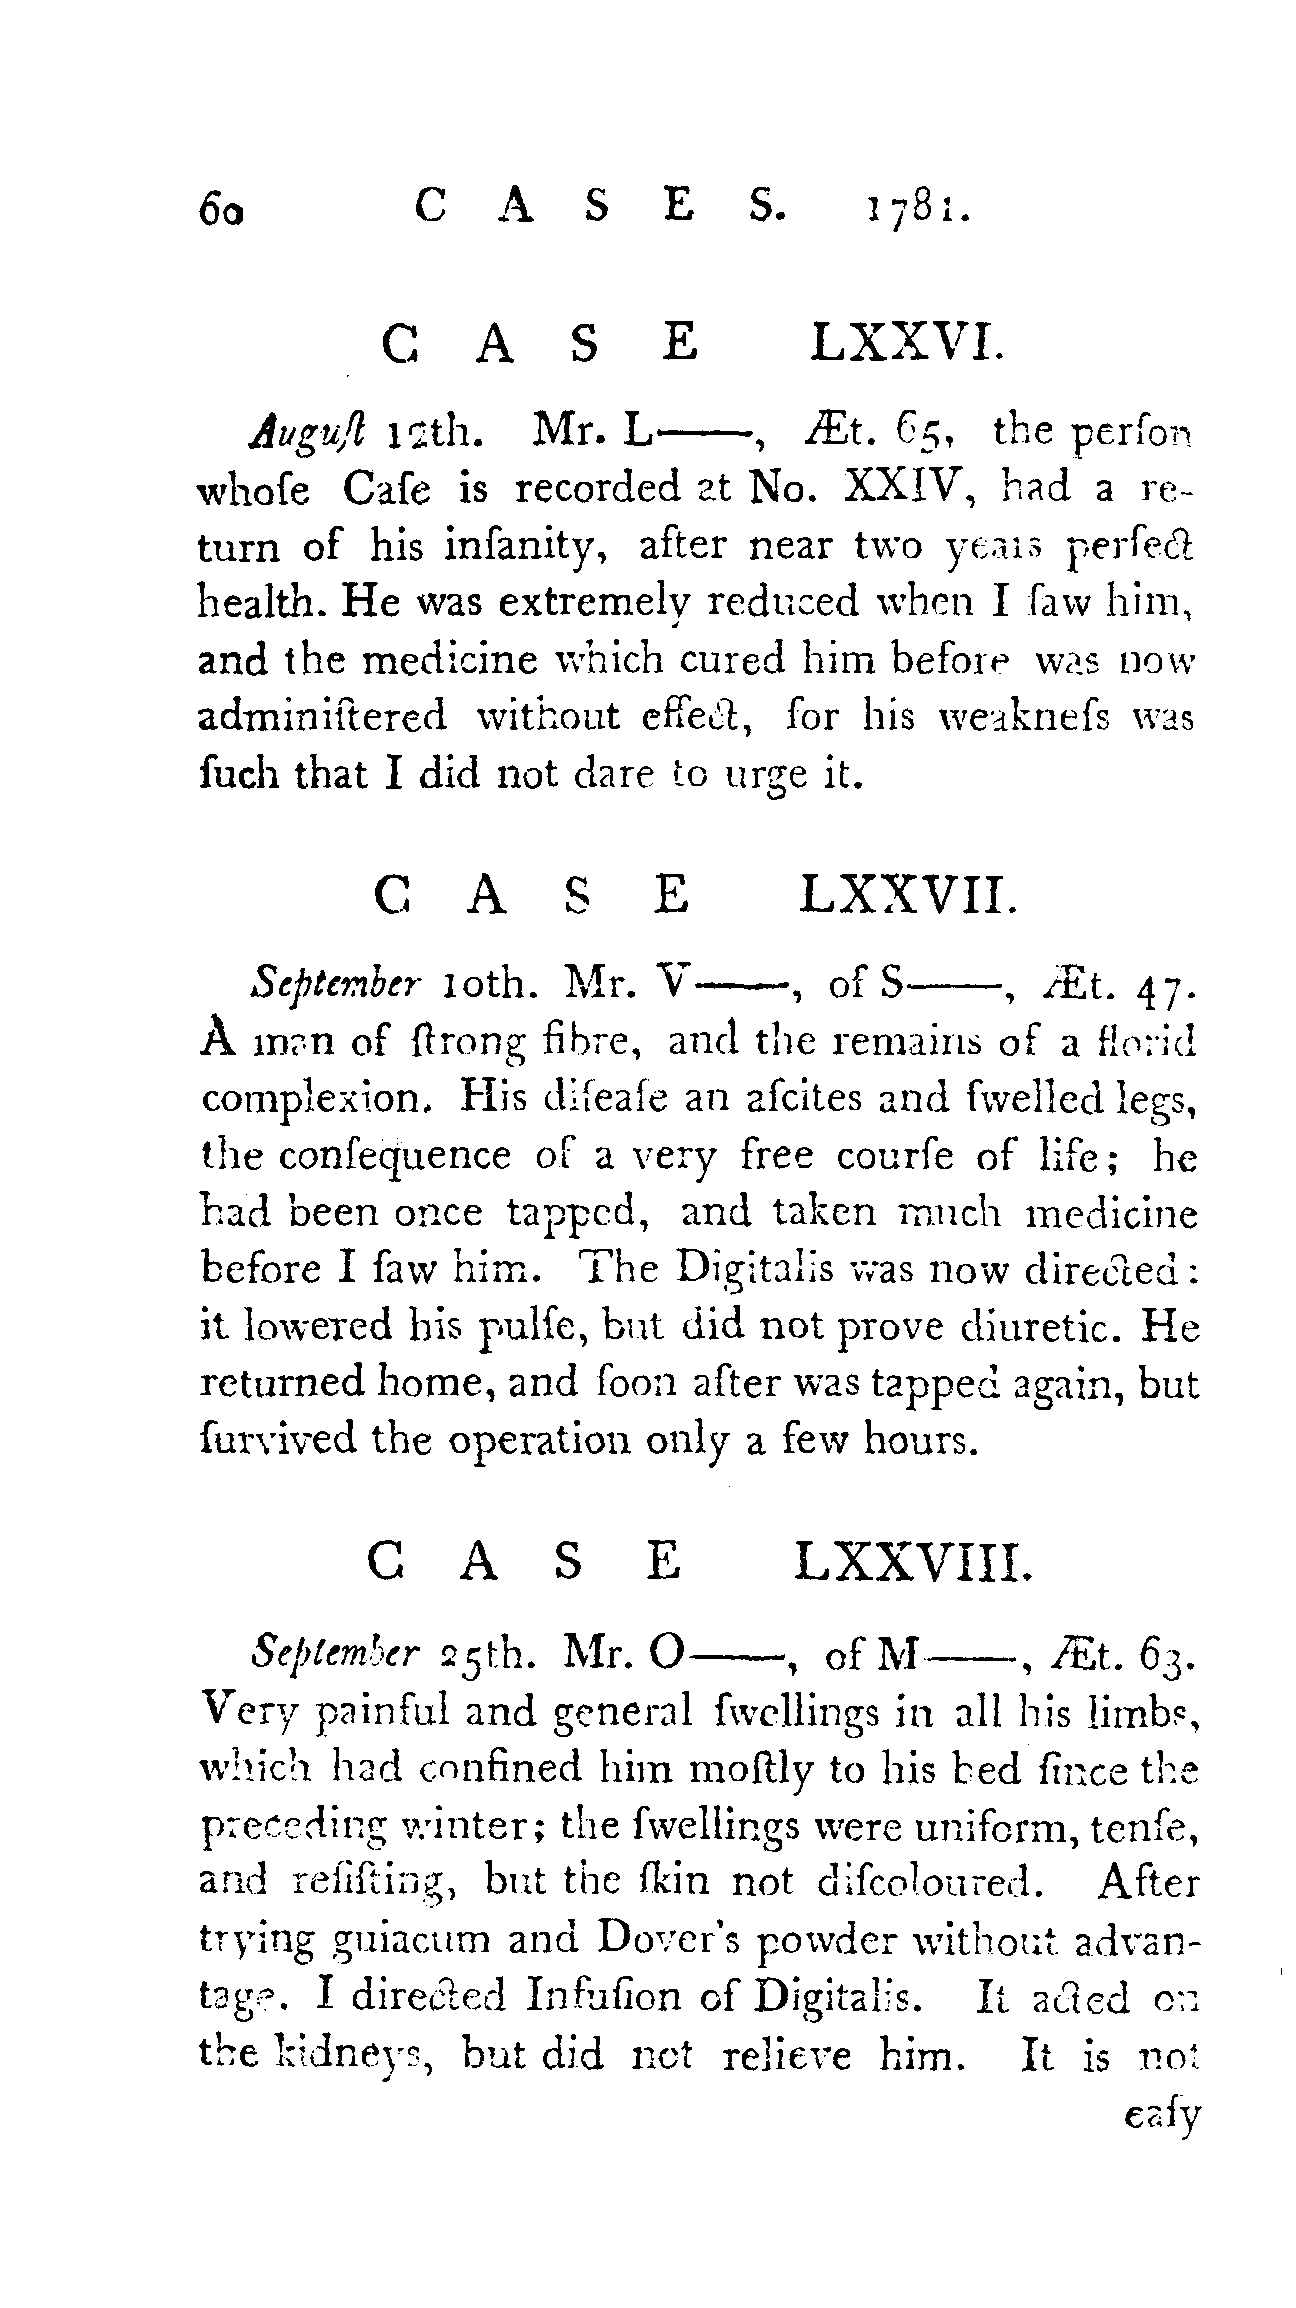 60 C A S E S. 1781.
C A S E LXXVI.
Auguſt 12th. Mr. L——, Æt. 65, the perſon
whoſe Caſe is recorded at No. XXIV, had a re-
turn of his inſanity, after near two years perfect
health. He was extremely reduced when I ſaw him,
and the medicine which cured him before was now
adminiſtered without effect, for his weakneſs was
ſuch that I did not dare to urge it.
C A S E LXXVII.
September 10th. Mr. V——, of S——, Æt. 47.
A man of ſtrong fibre, and the remains of a florid
complexion. His diſeaſe an aſcites and ſwelled legs,
the conſequence of a very free courſe of life; he
had been once tapped, and taken much medicine
before I ſaw him. The Digitalis was now directed:
it lowered his pulſe, but did not prove diuretic. He
returned home, and ſoon after was tapped again, but
ſurvived the operation only a few hours.
C A S E LXXVIII.
September 25th. Mr. O——, of M——, Æt. 63.
Very painful and general ſwellings in all his limbs,
which had confined him moſtly to his bed ſince the
preceding winter; the ſwellings were uniform, tenſe,
and reſiſting, but the ſkin not diſcoloured. After
trying guiacum and Dover's powder without advan-
tage. I directed Infuſion of Digitalis. It acted on
the kidneys, but did not relieve him. It is not
eaſy